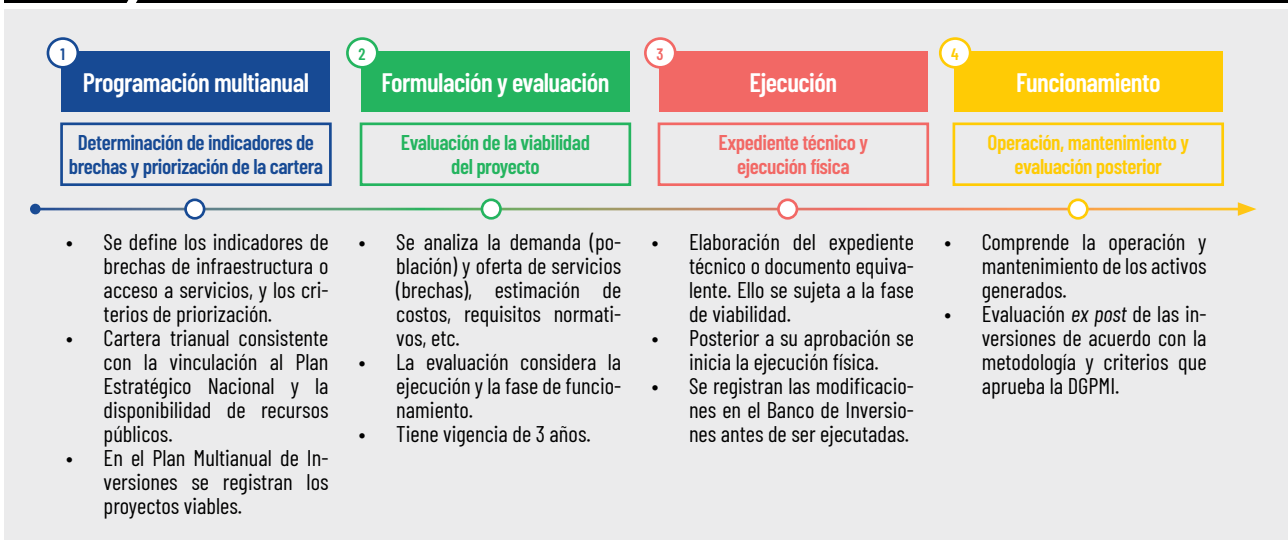 1
Programación multianual
Determinación de indicadores de
brechas y priorización de la cartera
• Se define los indicadores de
brechas de infraestructura o
acceso a servicios, y los cri-
terios de priorización.
• Cartera trianual consistente
con la vinculación al Plan
Estratégico Nacional y la
disponibilidad de recursos
públicos.
• En el Plan Multianual de In-
versiones se registran los
proyectos viables.
2
Formulación y evaluación
Evaluación de la viabilidad
del proyecto
• Se analiza la demanda (po-
blación) y oferta de servicios
(brechas), estimación de
costos, requisitos normati-
vos, etc.
• La evaluación considera la
ejecución y la fase de funcio-
namiento.
• Tiene vigencia de 3 años.
3
Ejecución
Expediente técnico y
ejecución física
• Elaboración del expediente
técnico o documento equiva-
lente. Ello se sujeta a la fase
de viabilidad.
• Posterior a su aprobación se
inicia la ejecución física.
• Se registran las modificacio-
nes en el Banco de Inversio-
nes antes de ser ejecutadas.
4
Funcionamiento
Operación, mantenimiento y
evaluación posterior
• Comprende la operación y
mantenimiento de los activos
generados.
• Evaluación ex post de las in-
versiones de acuerdo con la
metodología y criterios que
aprueba la DGPMI.